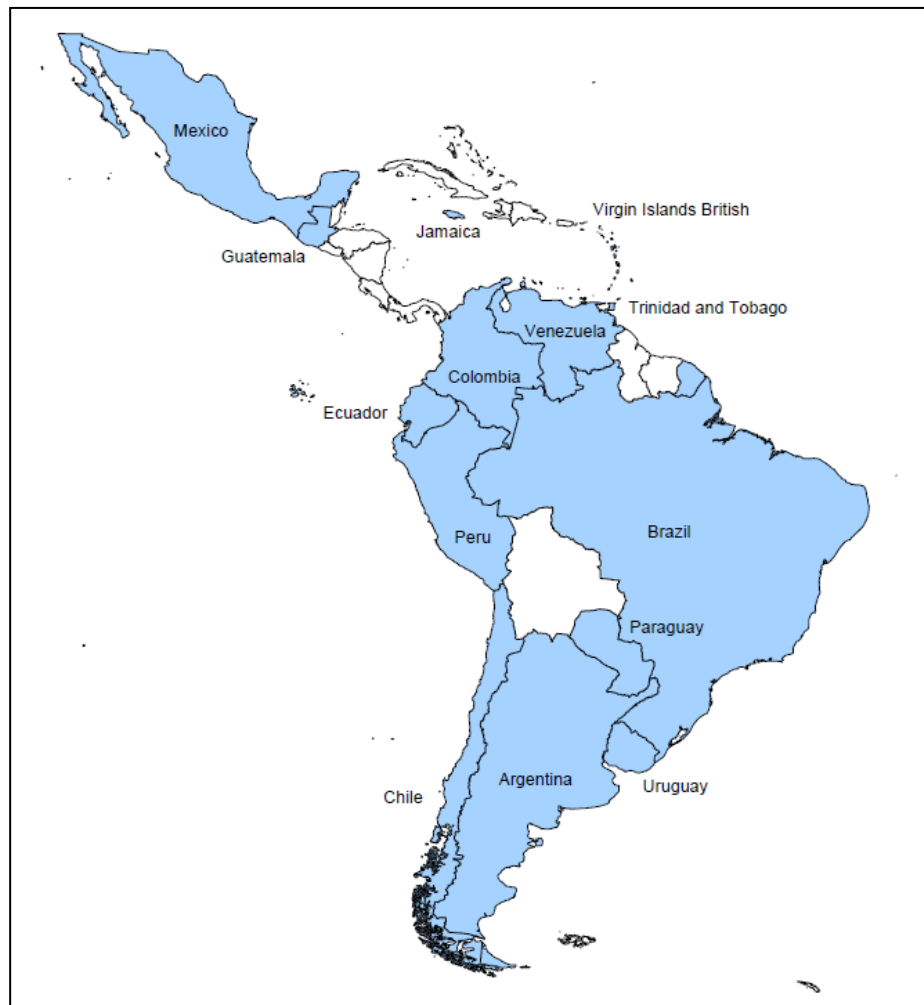 Mexico
Virgin Islands British
Jamaica
Guatemala
Trinidad and Tobago
Venezuela
Colombia
Ecuador
Brazil
Peru
Paraguay
Argentina
Uruguay
Chile